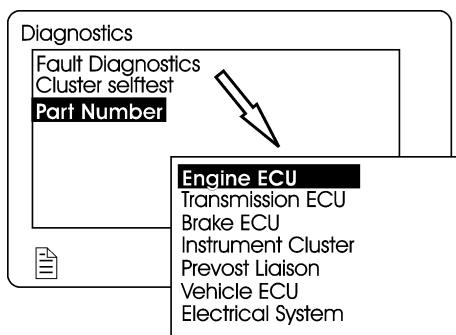 Diagnostics
Fault Diagnostics
Cluster selftest
Part Number
Engine ECU
Transmission ECU
Brake ECU
Instrument Cluster
Prevost Liaison
Vehicle ECU
Electrical System